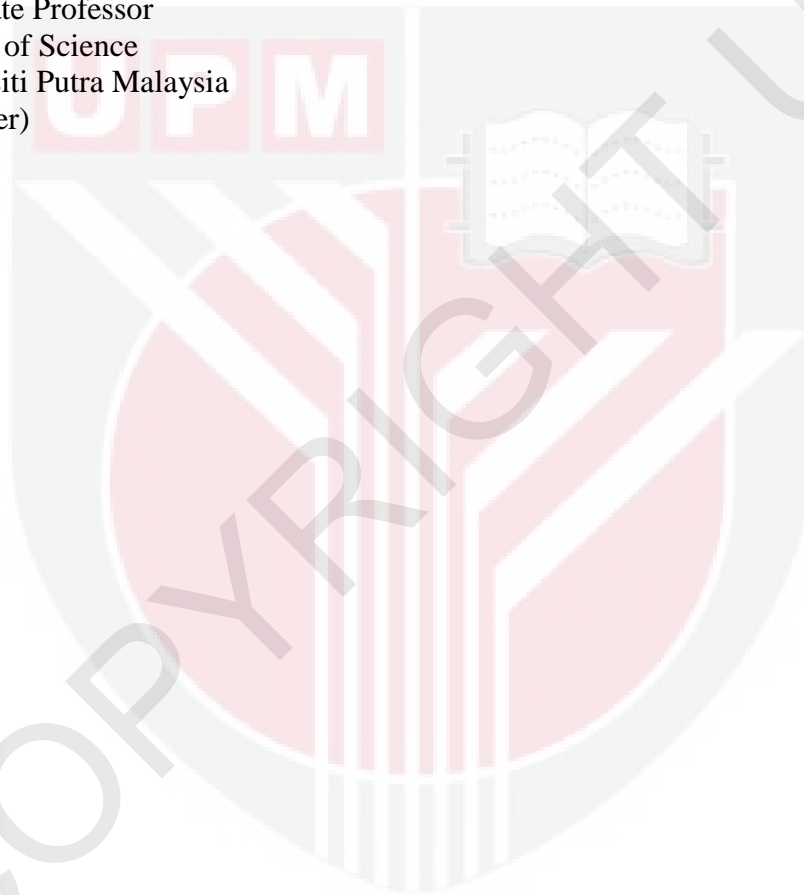 te Professor
of Science
iti Putra Malaysia
er)
UPM
COPYRIGHT U